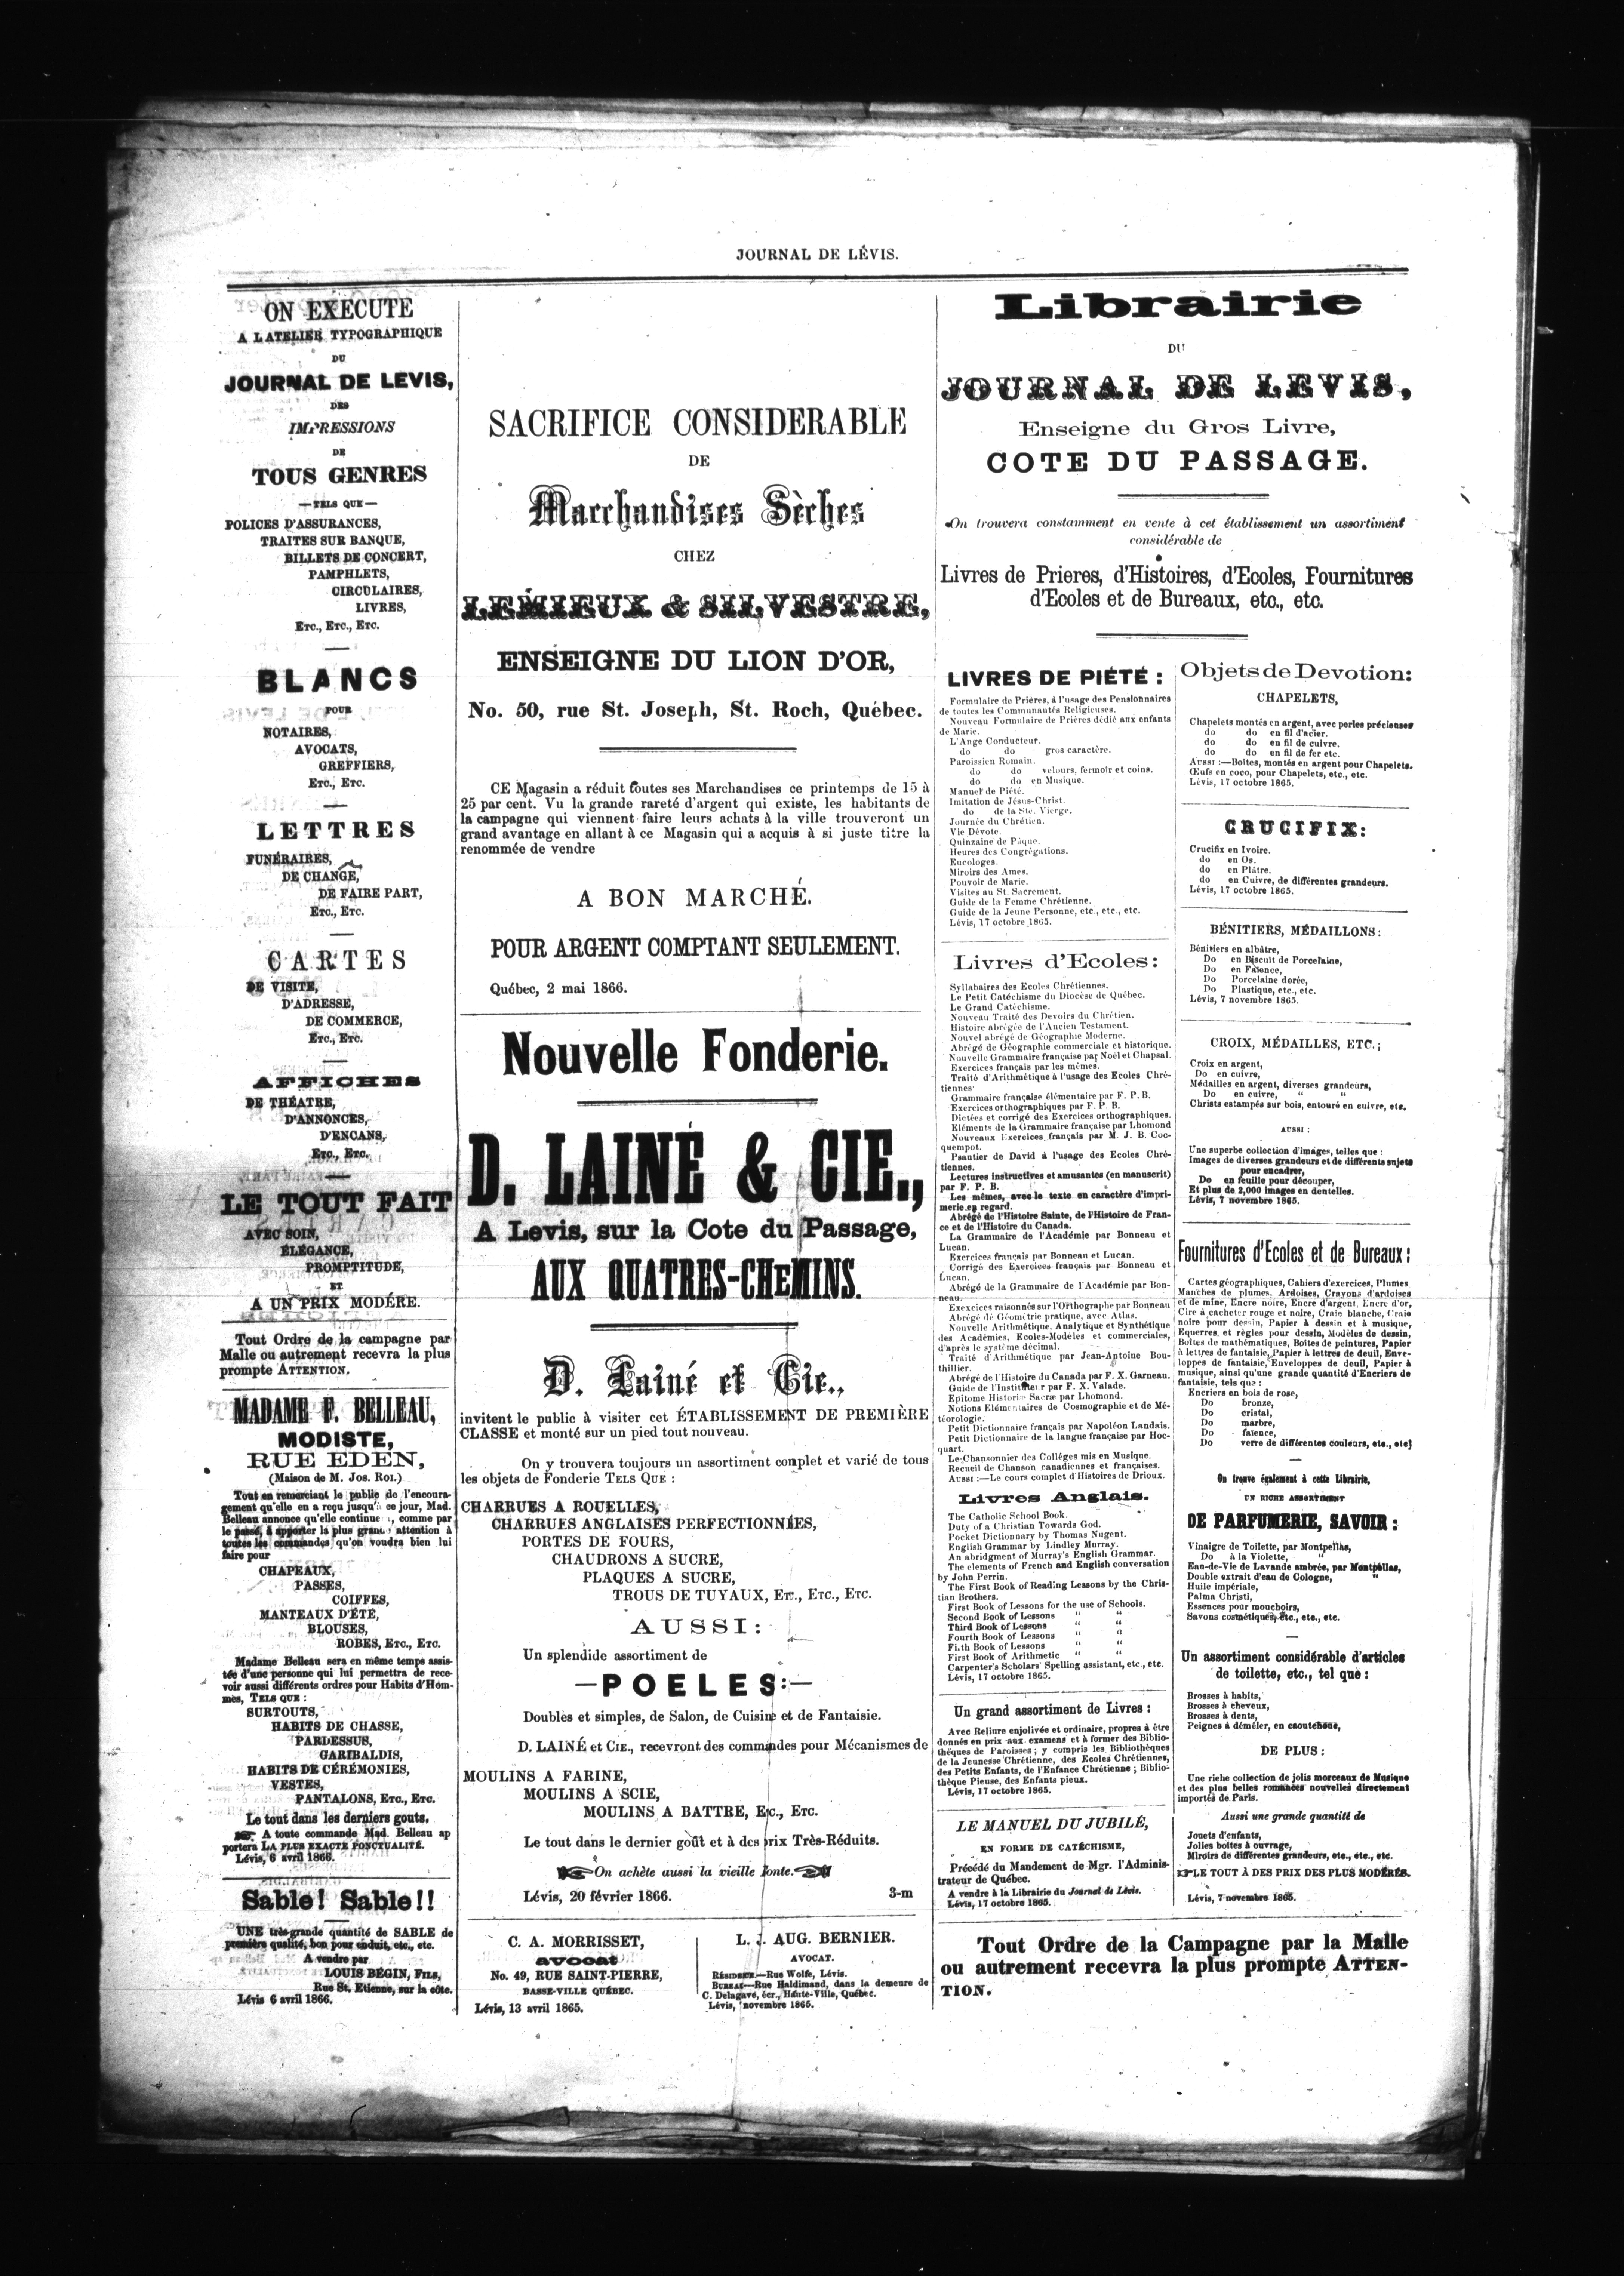 JOURNAL DE LÉVIS.
ON EXÉCUTE
A L'ATELIER TYPOGRAPHIQUE
DU
JOURNAL DE LEVIS,
DES
IMPRESSIONS
DE
TOUS GENRES
—TELS QUE—
POLICES D'ASSURANCES,
TRAITES SUR BANQUE,
BILLETS DE CONCERT,
PAMPHLETS,
CIRCULAIRES,
LIVRES,
ETC., ETC., ETC.
BLANCS
POUR
NOTAIRES,
AVOCATS,
GREFFIERS,
ETC., ETC.
LETTRES
FUNÉRAIRES,
DE CHANGE,
DE FAIRE PART,
ETC., ETC.
CARTES
DE VISITE,
D'ADRESSE,
DE COMMERCE,
ETC., ETC.
AFFICHES
DE THÉATRE,
D'ANNONCES,
D'ENCANS,
ETC., ETC.
LE TOUT FAIT
AVEC SOIN,
ÉLÉGANCE,
PROMPTITUDE,
ET
A UN PRIX MODÉRE.
Tout Ordre de la campagne par
Malle ou autrement recevra la plus
prompte ATTENTION.
MADAME F. BELLEAU,
MODISTE,
RUE EDEN,
(Maison de M. Jos. ROI.)
Tout en remerciant le public de l'encoura-
gement qu'elle en a reçu jusqu'à ce jour, Mad.
Belleau annonce qu'elle continue, comme par
le passé, à apporter la plus grande attention à
toutes les commandes qu'on voudra bien lui
faire pour
CHAPEAUX,
PASSES,
COIFFES,
MANTEAUX D'ÉTÉ,
BLOUSES,
ROBES, ETC., ETC.
Madame Belleau sera en même temps assis-
tée d'une personne qui lui permettra de rece-
voir aussi différents ordres pour Habits d'Hom-
mes, TELS QUE :
SURTOUTS,
HABITS DE CHASSE,
PARDESSUS,
GARIBALDIS,
HABITS DE CÉRÉMONIES,
VESTES,
PANTALONS, ETC., ETC.
Le tout dans les derniers gouts.
A toute commande Mad. Belleau ap
portera LA PLUS EXACTE PONCTUALITÉ.
Lévis, 6 avril 1866.
Sable! Sable!!
UNE très-grande quantité de SABLE de
première qualité, bon pour enduit, etc., etc.
A vendre par
LOUIS BÉGIN, FILS,
Rue St. Etienne, sur la côte.
Lévis 6 avril 1866.
SACRIFICE CONSIDERABLE
DE
Marchandises Sèches
CHEZ
LEMIEUX & SILVESTRE,
ENSEIGNE DU LION D'OR,
No. 50, rue St. Joseph, St. Roch, Québec.
CE Magasin a réduit toutes ses Marchandises ce printemps de 15 à
25 par cent. Vu la grande rareté d'argent qui existe, les habitants de
la campagne qui viennent faire leurs achats à la ville trouveront un
grand avantage en allant à ce Magasin qui a acquis à si juste titre la
renommée de vendre
A BON MARCHÉ.
POUR ARGENT COMPTANT SEULEMENT.
Québec, 2 mai 1866.
Nouvelle Fonderie.
D. LAINÉ & CIE.,
A Levis, sur la Cote du Passage,
AUX QUATRES-CHEMINS.
D. Lainé et Cie.,
invitent le public à visiter cet ÉTABLISSEMENT DE PREMIÈRE
CLASSE et monté sur un pied tout nouveau.
On y trouvera toujours un assortiment complet et varié de tous
les objets de Fonderie TELS QUE :
CHARRUES A ROUELLES,
CHARRUES ANGLAISES PERFECTIONNÉES,
PORTES DE FOURS,
CHAUDRONS A SUCRE,
PLAQUES A SUCRE,
TROUS DE TUYAUX, ETC., ETC., ETC.
AUSSI:
Un splendide assortiment de
—POELES:—
Doubles et simples, de Salon, de Cuisine et de Fantaisie.
D. LAINÉ et CIE., recevront des commandes pour Mécanismes de
MOULINS A FARINE,
MOULINS A SCIE,
MOULINS A BATTRE, ETC., ETC.
Le tout dans le dernier goût et à des prix Très-Réduits.
On achète aussi la vieille fonte.
Lévis, 20 février 1866. 3-m
C. A. MORRISSET,
AVOCAT
No. 49, RUE SAINT-PIERRE,
BASSE-VILLE QUÉBEC.
Lévis, 13 avril 1865.
L. J. AUG. BERNIER.
AVOCAT.
RÉSIDENCE—Rue Wolfe, Lévis.
BUREAU—Rue Haldimand, dans la demeure de
C. Delagave, écr., Haute-Ville, Québec.
Lévis, novembre 1865.
Librairie
DU
JOURNAL DE LEVIS,
Enseigne du Gros Livre,
COTE DU PASSAGE.
On trouvera constamment en vente à cet établissement un assortiment
considérable de
Livres de Prieres, d'Histoires, d'Ecoles, Fournitures
d'Ecoles et de Bureaux, etc., etc.
LIVRES DE PIÉTÉ :
Formulaire de Prières, à l'usage des Pensionnaires
de toutes les Communautés Religieuses.
Nouveau Formulaire de Prières dédié aux enfants
de Marie.
L'Ange Conducteur.
do do gros caractère.
Paroissien Romain.
do do velours, fermoir et coins.
do do en Musique.
Manuel de Piété.
Imitation de Jésus-Christ.
do de la Ste. Vierge.
Journée du Chrétien.
Vie Dévote.
Quinzaine de Pâque.
Heures des Congrégations.
Eucologes.
Miroirs des Ames.
Pouvoir de Marie.
Visites au St. Sacrement.
Guide de la Femme Chrétienne.
Guide de la Jeune Personne, etc., etc., etc.
Lévis, 17 octobre 1865.
Livres d'Ecoles:
Syllabaires des Ecoles Chrétiennes.
Le Petit Catéchisme du Diocèse de Québec.
Le Grand Catéchisme.
Nouveau Traité des Devoirs du Chrétien.
Histoire abrégée de l'Ancien Testament.
Nouvel abrégé de Géographie Moderne.
Abrégé de Géographie commerciale et historique.
Nouvelle Grammaire française par Noël et Chapsal.
Exercices français par les mêmes.
Traité d'Arithmétique à l'usage des Ecoles Chré-
tiennes
Grammaire française élémentaire par F. P. B.
Exercices orthographiques par F. P. B.
Dictées et corrigé des Exercices orthographiques.
Eléments de la Grammaire française par Lhomond
Nouveaux Exercices français par M. J. B. Coc-
quempot.
Psautier de David à l'usage des Ecoles Chré-
tiennes.
Lectures instructives et amusantes (en manuscrit)
par F. P. B.
Les mêmes, avec le texte en caractère d'impri-
merie en regard.
Abrégé de l'Histoire Sainte, de l'Histoire de Fran-
ce et de l'Histoire du Canada.
La Grammaire de l'Académie par Bonneau et
Lucan.
Exercices français par Bonneau et Lucan.
Corrigé des Exercices français par Bonneau et
Lucan.
Abrégé de la Grammaire de l'Académie par Bon-
neau.
Exexcices raisonnés sur l'Orthographe par Bonneau
Abrégé de Géométrie pratique, avec Atlas.
Nouvelle Arithmétique, Analytique et Synthétique
des Académies, Ecoles-Modeles et commerciales,
d'après le système décimal.
Traité d'Arithmétique par Jean-Antoine Bou-
thillier.
Abrégé de l'Histoire du Canada par F. X. Garneau.
Guide de l'Instituteur par F. X. Valade.
Epitome Historiæ Sacræ par Lhomond.
Notions Elémentaires de Cosmographie et de Mé-
téorologie.
Petit Dictionnaire français par Napoléon Landais.
Petit Dictionnaire de la langue française par Hoc-
quart.
Le Chansonnier des Colléges mis en Musique.
Recueil de Chanson canadiennes et françaises.
AUSSI :—Le cours complet d'Histoires de Drioux.
Livres Anglais.
The Catholic School Book.
Duty of a Christian Towards God.
Pocket Dictionnary by Thomas Nugent.
English Grammar by Lindley Murray.
An abridgment of Murray's English Grammar.
The elements of French and English conversation
by John Perrin.
The First Book of Reading Lessons by the Chris-
tian Brothers.
First Book of Lessons for the use of Schools.
Second Book of Lessons " "
Third Book of Lessons " "
Fourth Book of Lessons " "
Fifth Book of Lessons " "
First Book of Arithmetic " "
Carpenter's Scholars' Spelling assistant, etc., etc.
Lévis, 17 octobre 1865.
Un grand assortiment de Livres :
Avec Reliure enjolivée et ordinaire, propres à être
donnés en prix aux examens et à former des Biblio-
thèques de Paroisses ; y compris les Bibliothèques
de la Jeunesse Chrétienne, des Ecoles Chrétiennes,
des Petits Enfants, de l'Enfance Chrétienne ; Biblio-
thèque Pieuse, des Enfants pieux.
Lévis, 17 octobre 1865.
LE MANUEL DU JUBILÉ,
EN FORME DE CATÉCHISME,
Précédé du Mandement de Mgr. l'Adminis-
trateur de Québec.
A vendre à la Librairie du Journal de Lévis.
Lévis, 17 octobre 1865.
Objets de Devotion:
CHAPELETS,
Chapelets montés en argent, avec perles précieuses
do do en fil d'acier.
do do en fil de cuivre.
do do en fil de fer etc.
AUSSI :—Boîtes, montés en argent pour Chapelets.
Œufs en coco, pour Chapelets, etc., etc.
Lévis, 17 octobre 1865.
CRUCIFIX:
Crucifix en Ivoire.
do en Os.
do en Plâtre.
do en Cuivre, de différentes grandeurs.
Lévis, 17 octobre 1865.
BÉNITIERS, MÉDAILLONS:
Bénitiers en albâtre,
Do en Biscuit de Porcelaine,
Do en Faïence,
Do Porcelaine dorée,
Do Plastique, etc., etc.
Lévis, 7 novembre 1865.
CROIX, MÉDAILLES, ETC.;
Croix en argent,
Do en cuivre,
Médailles en argent, diverses grandeurs,
Do en cuivre, " "
Christs estampés sur bois, entouré en cuivre, etc.
AUSSI :
Une superbe collection d'images, telles que :
Images de diverses grandeurs et de différents sujets
pour encadrer,
Do en feuille pour découper,
Et plus de 2,000 images en dentelles.
Lévis, 7 novembre 1865.
Fournitures d'Ecoles et de Bureaux :
Cartes géographiques, Cahiers d'exercices, Plumes
Manches de plumes, Ardoises, Crayons d'ardoises
et de mine, Encre noire, Encre d'argent, Encre d'or,
Cire à cacheter rouge et noire, Craie blanche, Craie
noire pour dessin, Papier à dessin et à musique,
Equerres, et règles pour dessin, Modèles de dessin,
Boîtes de mathématiques, Boîtes de peintures, Papier
à lettres de fantaisie, Papier à lettres de deuil, Enve-
loppes de fantaisie, Enveloppes de deuil, Papier à
musique, ainsi qu'une grande quantité d'Encriers de
fantaisie, tels que :
Encriers en bois de rose,
Do bronze,
Do cristal,
Do marbre,
Do faïence,
Do verre de différentes couleurs, etc., etc
On trouve également à cette Librairie,
UN RICHE ASSORTIMENT
DE PARFUMERIE, SAVOIR :
Vinaigre de Toilette, par Montpellas,
Do à la Violette, "
Eau-de-Vie de Lavande ambrée, par Montpellas,
Double extrait d'eau de Cologne, "
Huile impériale,
Palma Christi,
Essences pour mouchoirs,
Savons cosmétiques, etc., etc., etc.
Un assortiment considérable d'articles
de toilette, etc., tel que :
Brosses à habits,
Brosses à cheveux,
Brosses à dents,
Peignes à démêler, en caoutchouc,
DE PLUS :
Une riche collection de jolis morceaux de Musique
et des plus belles romances nouvelles directement
importés de Paris.
Aussi une grande quantité de
Jouets d'enfants,
Jolies boîtes à ouvrage,
Miroirs de différentes grandeurs, etc., etc., etc.
LE TOUT À DES PRIX DES PLUS MODÉRÉS.
Lévis, 7 novembre 1865.
Tout Ordre de la Campagne par la Malle
ou autrement recevra la plus prompte ATTEN-
TION.